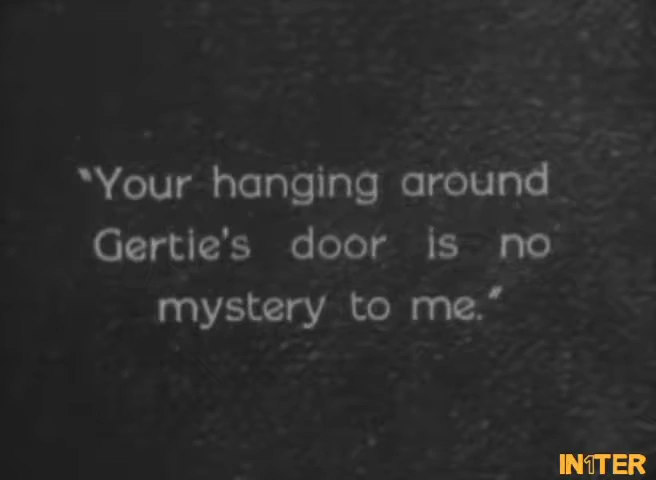 "Your hanging around
Gertie's door is no
mystery to me."
IN1TER